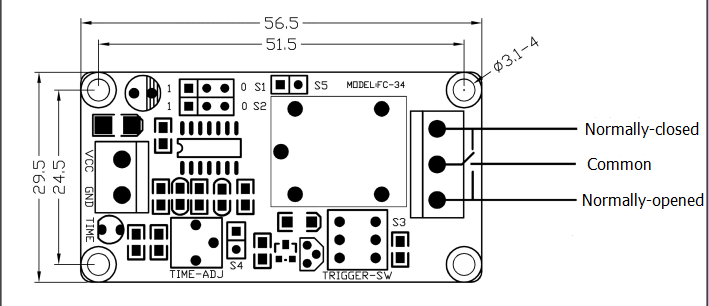 56.5
51.5
ø3.1-4
29.5
24.5
1 0 S1
S5
MODEL:FC-34
1 0 S2
Normally-closed
VCC
Common
GND
Normally-opened
TIME
S3
S4
TIME-ADJ
TRIGGER-SW